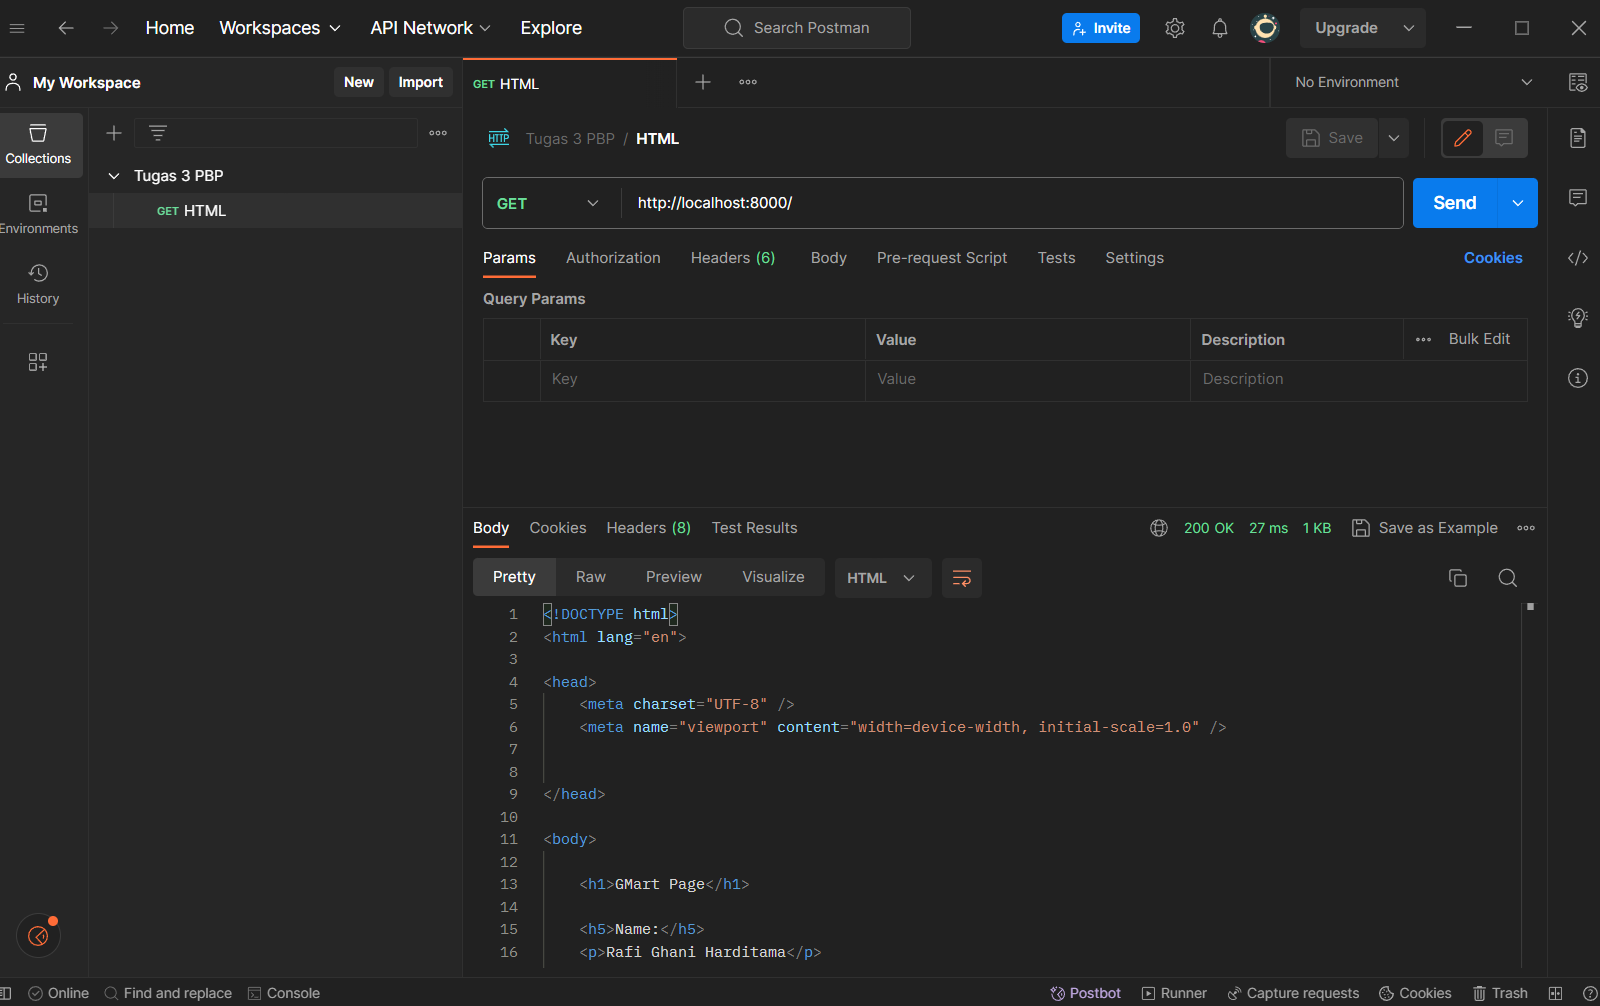 Home Workspaces API Network Explore Search Postman Invite Upgrade
My Workspace New Import GET HTML No Environment
Collections
Environments
History
Tugas 3 PBP
GET HTML
HTTP Tugas 3 PBP / HTML Save
GET http://localhost:8000/ Send
Params Authorization Headers (6) Body Pre-request Script Tests Settings Cookies
Query Params
Key Value Description Bulk Edit
Key Value Description
Body Cookies Headers (8) Test Results 200 OK 27 ms 1 KB Save as Example
Pretty Raw Preview Visualize HTML
1 <!DOCTYPE html>
2 <html lang="en">
3
4 <head>
5 <meta charset="UTF-8" />
6 <meta name="viewport" content="width=device-width, initial-scale=1.0" />
7
8
9 </head>
10
11 <body>
12
13 <h1>GMart Page</h1>
14
15 <h5>Name:</h5>
16 <p>Rafi Ghani Harditama</p>
Online Find and replace Console Postbot Runner Capture requests Cookies Trash